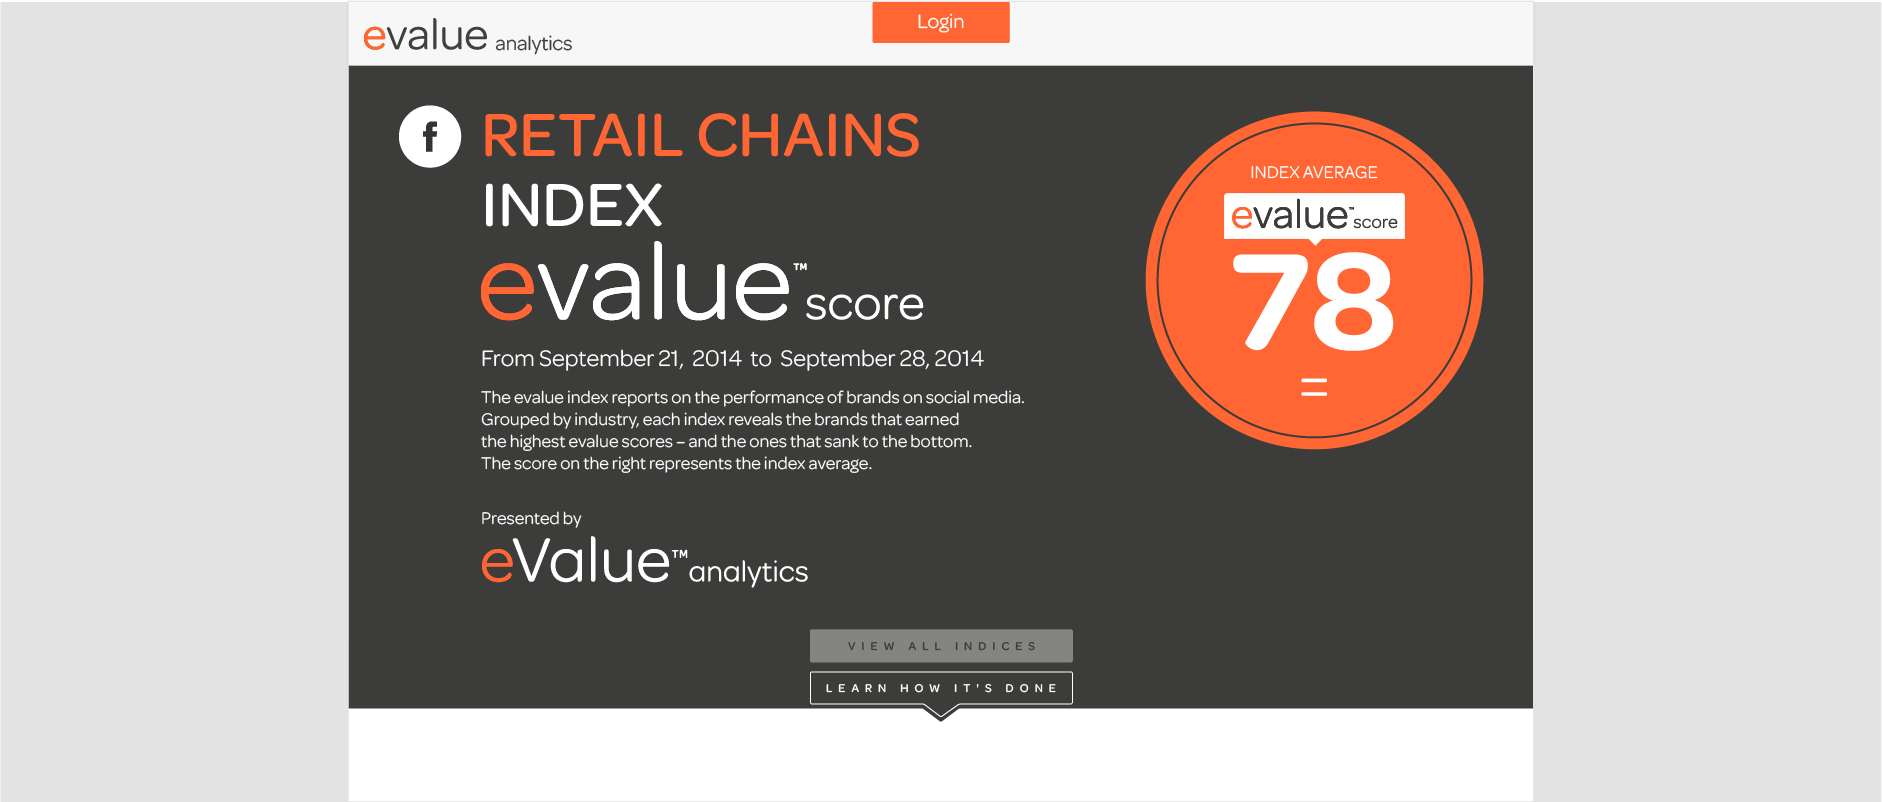 evalue analytics
Login
f
RETAIL CHAINS
INDEX
evalue™ score
From September 21, 2014 to September 28, 2014
The evalue index reports on the performance of brands on social media.
Grouped by industry, each index reveals the brands that earned
the highest evalue scores – and the ones that sank to the bottom.
The score on the right represents the index average.
Presented by
eValue™ analytics
INDEX AVERAGE
evalue™ score
78
=
VIEW ALL INDICES
LEARN HOW IT'S DONE